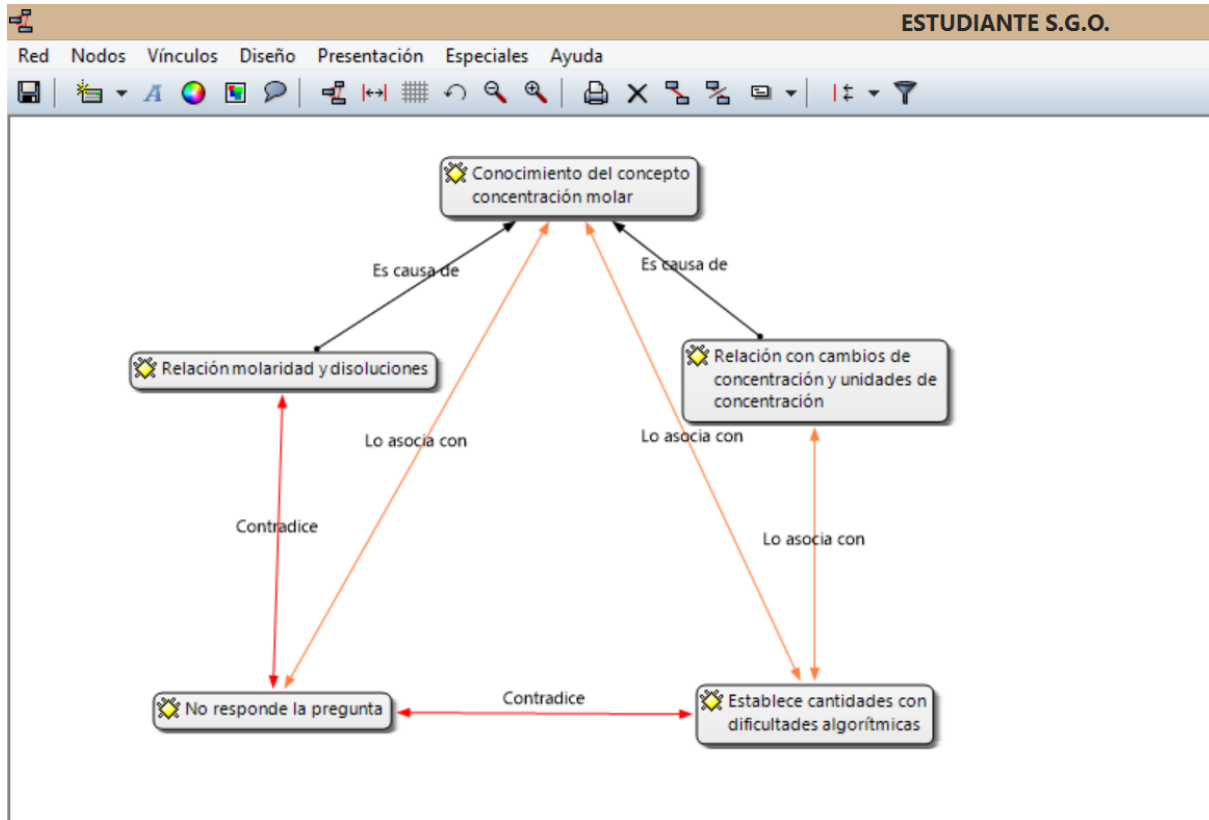 ESTUDIANTE S.G.O.
Red Nodos Vínculos Diseño Presentación Especiales Ayuda
Conocimiento del concepto
concentración molar
Es causa de
Es causa de
Relación molaridad y disoluciones
Relación con cambios de
concentración y unidades de
concentración
Lo asocia con
Lo asocia con
Contradice
Lo asocia con
No responde la pregunta
Contradice
Establece cantidades con
dificultades algorítmicas